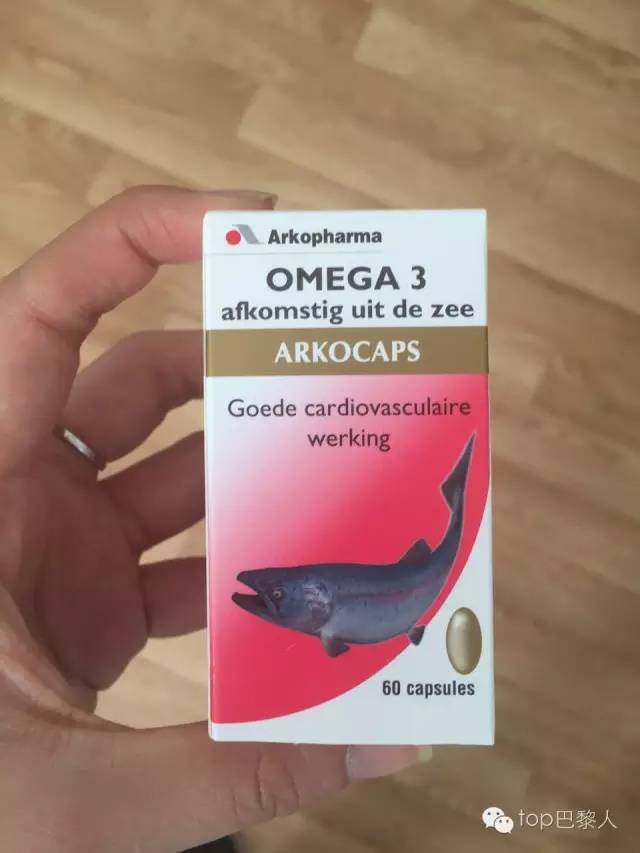 Arkopharma
OMEGA 3
afkomstig uit de zee
ARKOCAPS
Goede cardiovasculaire
werking
60 capsules
top巴黎人